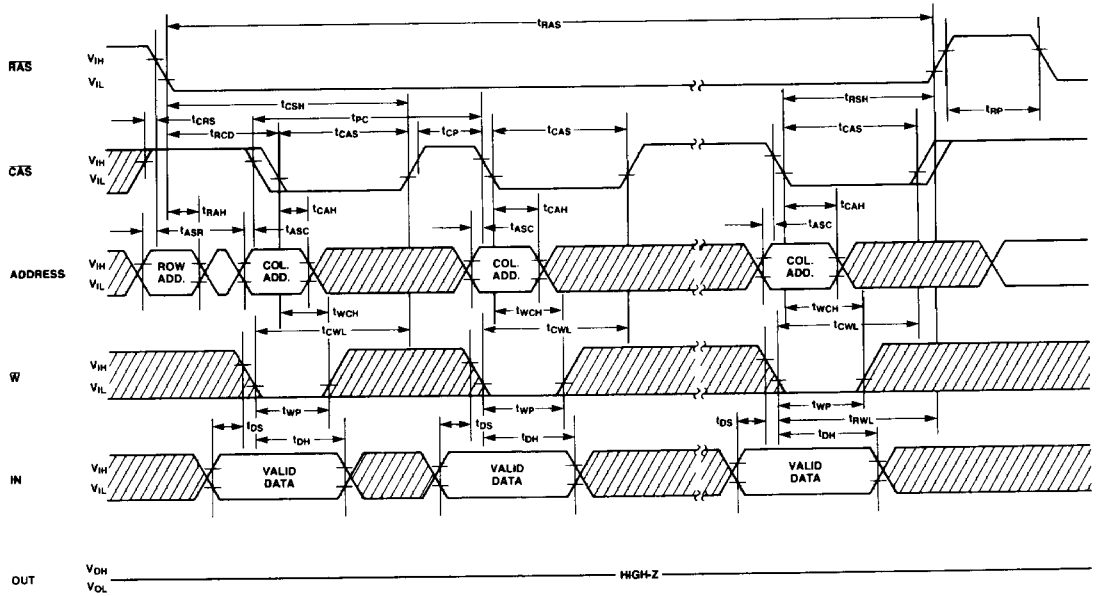 tRAS
RAS
VIH
VIL
tCSH
tRSH
tCRS
tPC
tRP
tRCD
tCAS
tCP
tCAS
tCAS
CAS
VIH
VIL
tRAH
tCAH
tCAH
tCAH
tASR
tASC
tASC
tASC
ADDRESS
VIH
VIL
ROW ADD.
COL. ADD.
COL. ADD.
COL. ADD.
tWCH
tWCH
tWCH
tCWL
tCWL
tCWL
W
VIH
VIL
tWP
tWP
tWP
tDS
tDS
tDS
tRWL
tDH
tDH
tDH
IN
VIH
VIL
VALID DATA
VALID DATA
VALID DATA
OUT
VOH
VOL
HIGH-Z